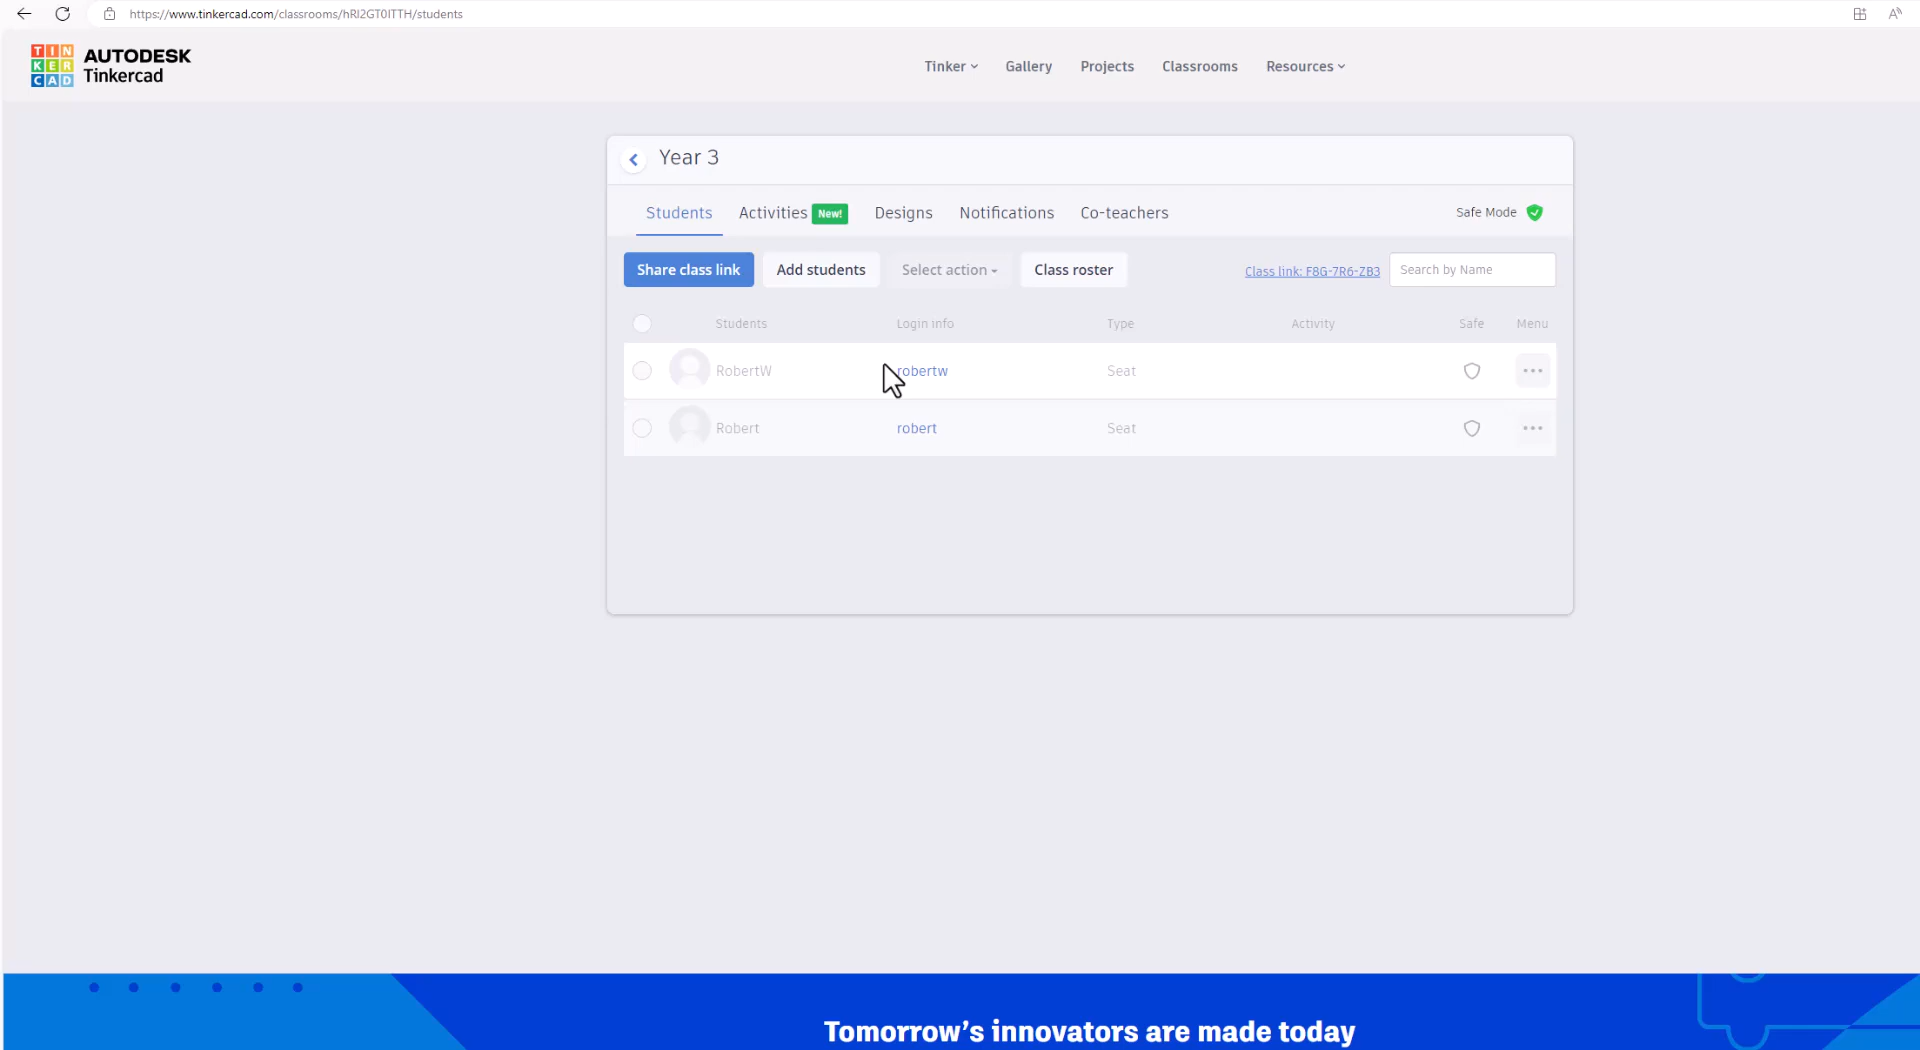 https://www.tinkercad.com/classrooms/hRI2GT0ITTH/students
TIN
KER
CAD
AUTODESK
Tinkercad
Tinker
Gallery
Projects
Classrooms
Resources
Year 3
Students
Activities
New!
Designs
Notifications
Co-teachers
Safe Mode
Share class link
Add students
Select action
Class roster
Class link: F8G-7R6-ZB3
Search by Name
Students
Login info
Type
Activity
Safe
Menu
RobertW
robertw
Seat
Robert
robert
Seat
Tomorrow's innovators are made today